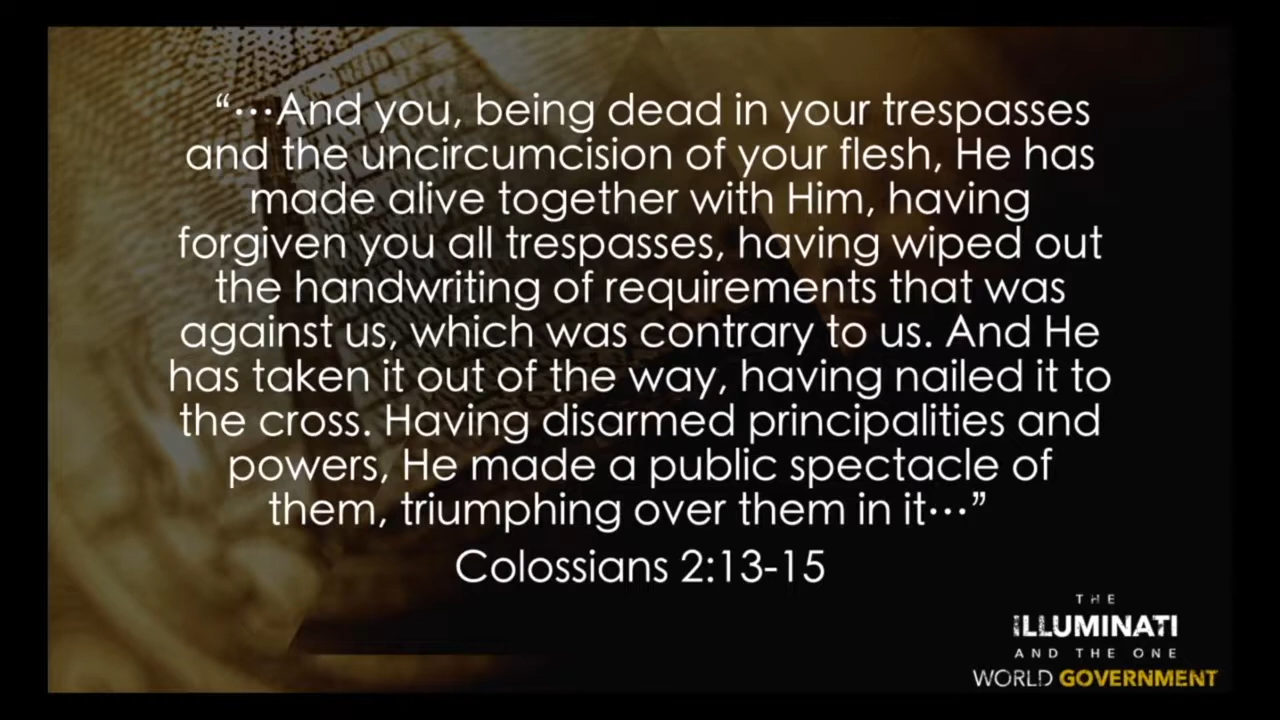 “⋯And you, being dead in your trespasses
and the uncircumcision of your flesh, He has
made alive together with Him, having
forgiven you all trespasses, having wiped out
the handwriting of requirements that was
against us, which was contrary to us. And He
has taken it out of the way, having nailed it to
the cross. Having disarmed principalities and
powers, He made a public spectacle of
them, triumphing over them in it⋯”
Colossians 2:13-15
THE
ILLUMINATI
AND THE ONE
WORLD GOVERNMENT